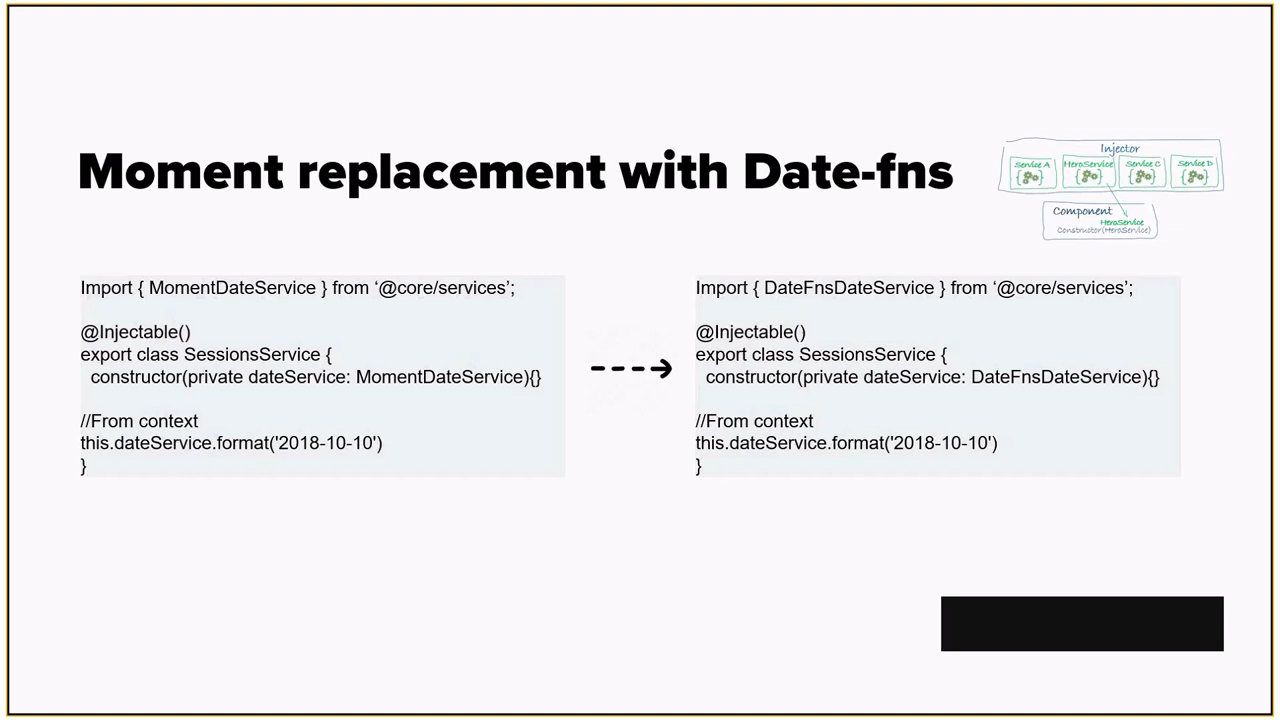 Moment replacement with Date-fns
Injector
Service A
HeroService
Service C
Service D
{ }
{ }
{ }
{ }
Component
HeroService
Constructor(HeroService)
Import { MomentDateService } from ‘@core/services’;
@Injectable()
export class SessionsService {
constructor(private dateService: MomentDateService){}
//From context
this.dateService.format('2018-10-10')
}
Import { DateFnsDateService } from ‘@core/services’;
@Injectable()
export class SessionsService {
constructor(private dateService: DateFnsDateService){}
//From context
this.dateService.format('2018-10-10')
}